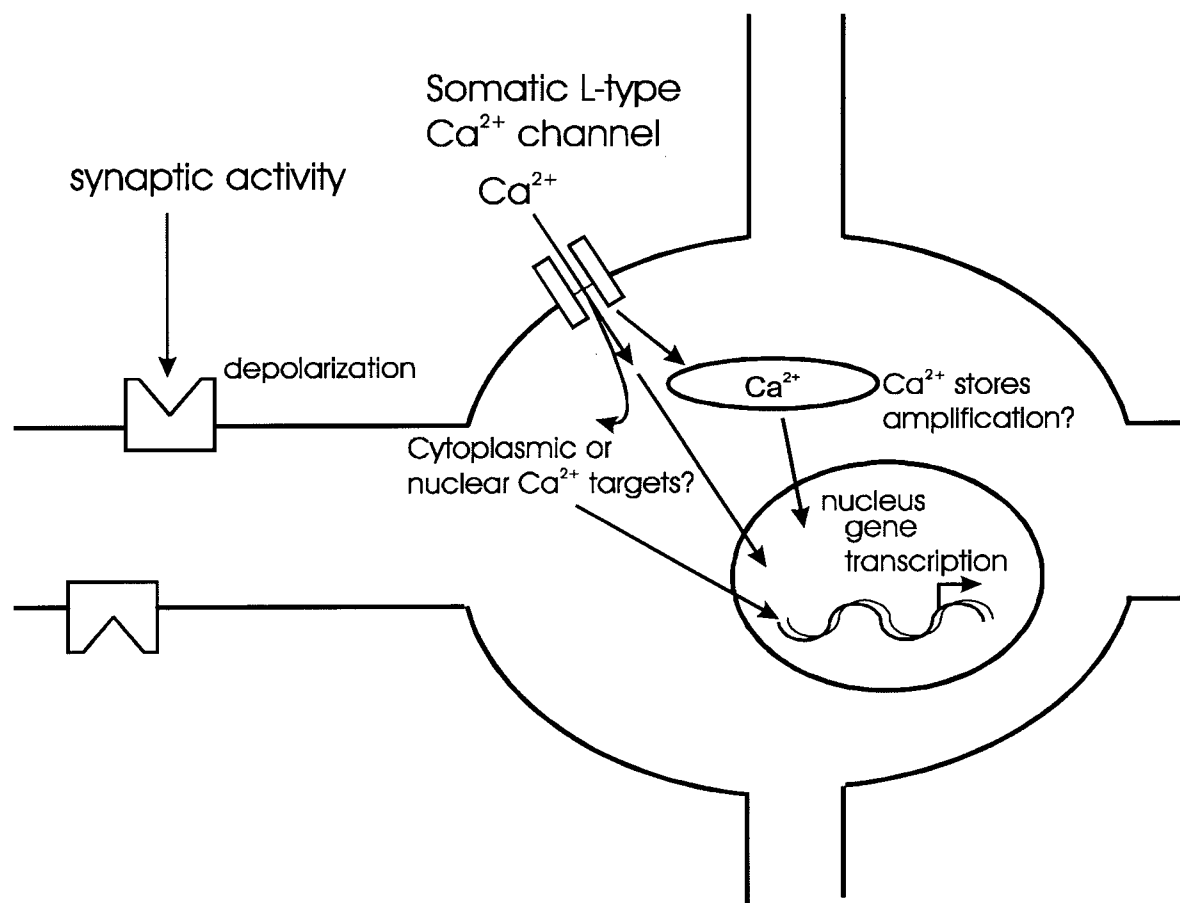 Somatic L-type
Ca²⁺ channel
Ca²⁺
synaptic activity
depolarization
Ca²⁺
Ca²⁺ stores
amplification?
Cytoplasmic or
nuclear Ca²⁺ targets?
nucleus
gene
transcription